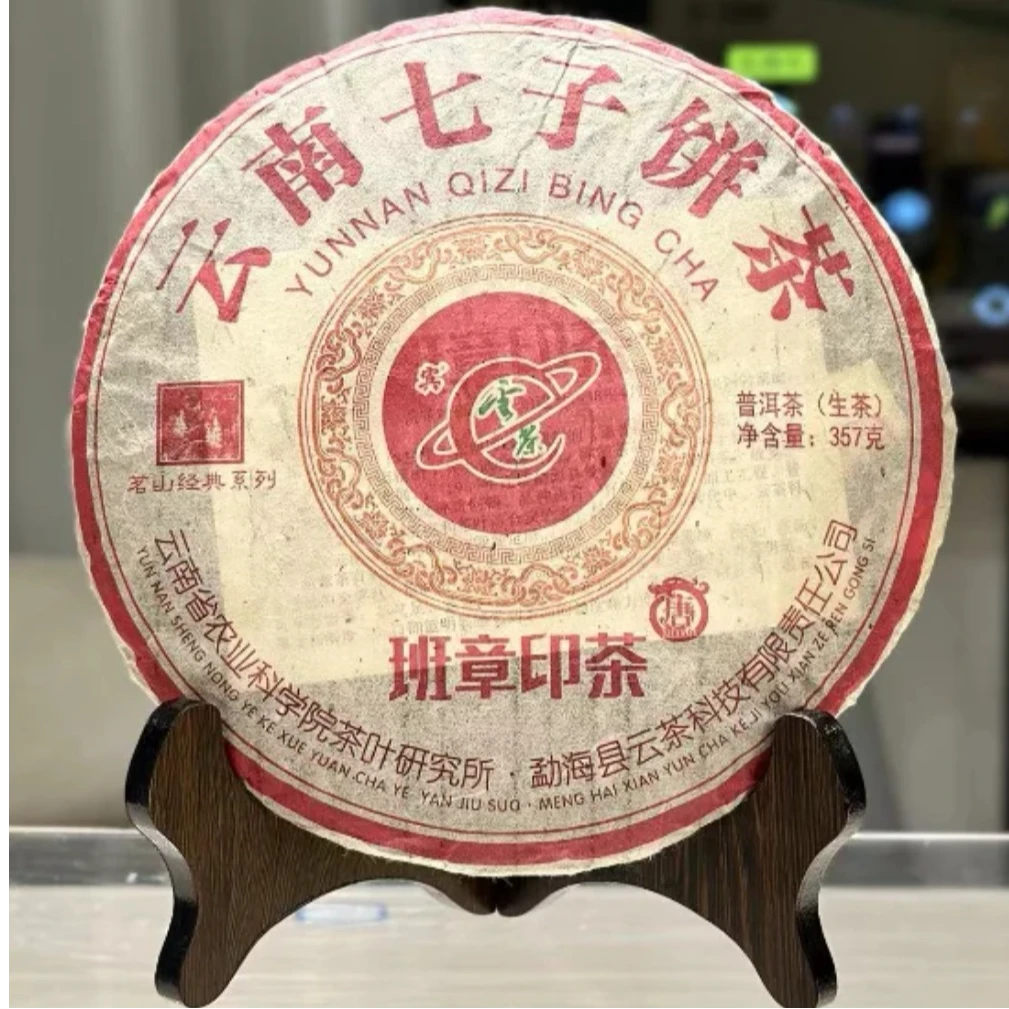 云南七子饼茶
YUNNAN QIZI BING CHA
雲茶
普洱茶（生茶）
净含量：357克
茗山经典系列
班章印茶
唐
云南省农业科学院茶叶研究所·勐海县云茶科技有限责任公司
YUN NAN SHENG NONG YE KE XUE YUAN CHA YE YAN JIU SUO · MENG HAI XIAN YUN CHA KEJI YOU XIAN ZE REN GONG SI